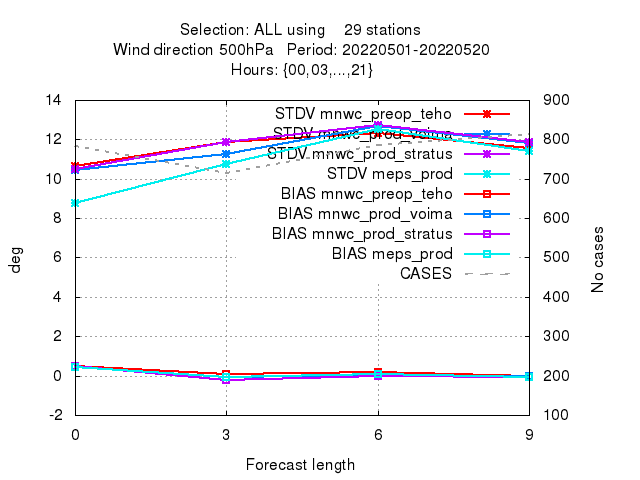 Selection: ALL using 29 stations
Wind direction 500hPa Period: 20220501-20220520
Hours: {00,03,...,21}
14 900
STDV mnwc_preop_teho
12 800
STDV mnwc_prod_voima
STDV mnwc_prod_stratus
10 700
STDV meps_prod
BIAS mnwc_preop_teho
8 600
BIAS mnwc_prod_voima
BIAS mnwc_prod_stratus
6 500
BIAS meps_prod
CASES
deg
No cases
4 400
2 300
0 200
-2 100
0 3 6 9
Forecast length